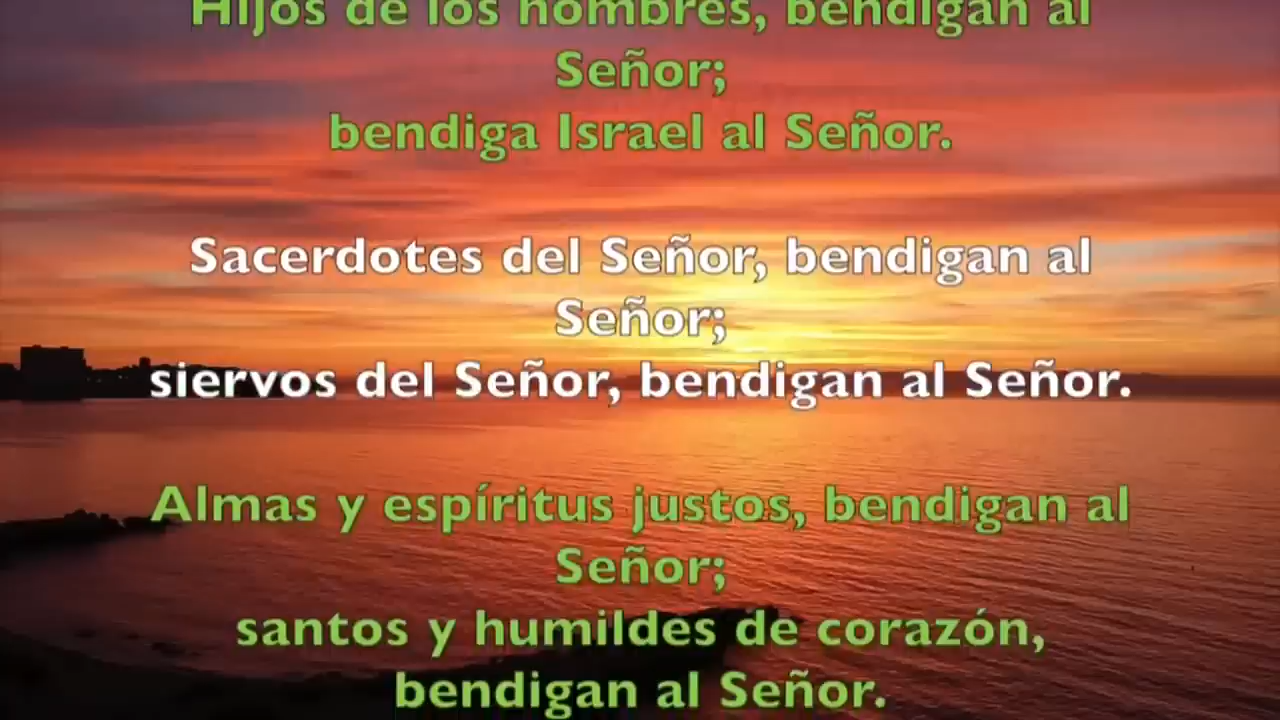 Hijos de los hombres, bendigan al
Señor;
bendiga Israel al Señor.
Sacerdotes del Señor, bendigan al
Señor;
siervos del Señor, bendigan al Señor.
Almas y espíritus justos, bendigan al
Señor;
santos y humildes de corazón,
bendigan al Señor.